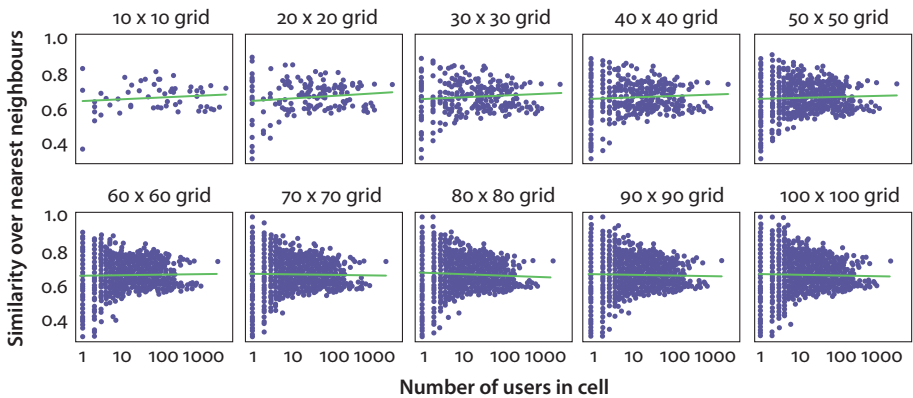 10 x 10 grid
20 x 20 grid
30 x 30 grid
40 x 40 grid
50 x 50 grid
1.0
0.8
0.6
0.4
60 x 60 grid
70 x 70 grid
80 x 80 grid
90 x 90 grid
100 x 100 grid
1.0
0.8
0.6
0.4
Similarity over nearest neighbours
1 10 100 1000
1 10 100 1000
1 10 100 1000
1 10 100 1000
1 10 100 1000
Number of users in cell